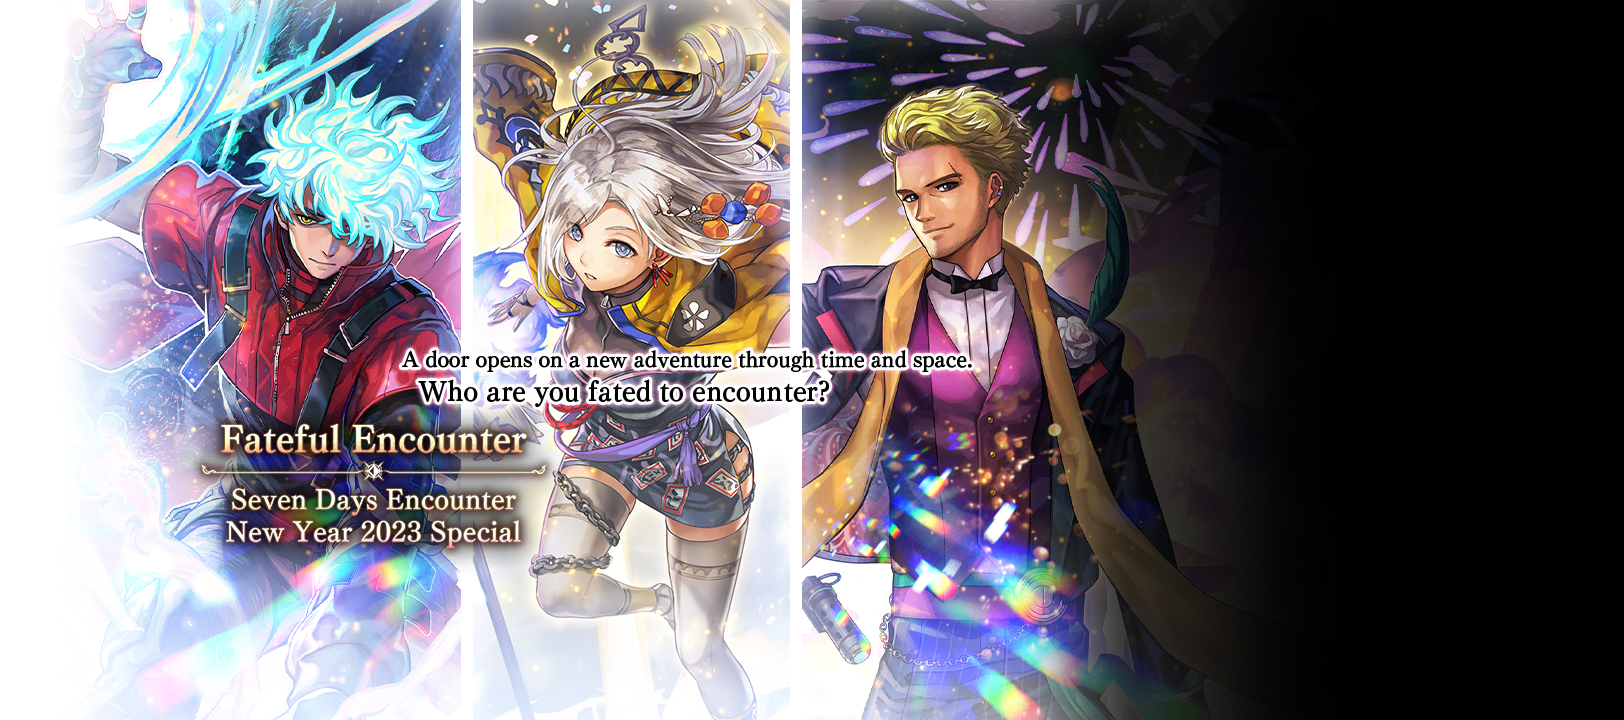 A door opens on a new adventure through time and space.
Who are you fated to encounter?
Fateful Encounter
Seven Days Encounter
New Year 2023 Special